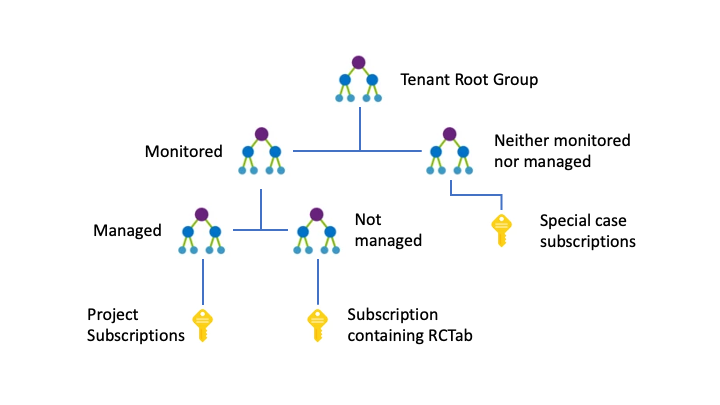 Tenant Root Group
Monitored
Neither monitored
nor managed
Managed
Not
managed
Special case
subscriptions
Project
Subscriptions
Subscription
containing RCTab